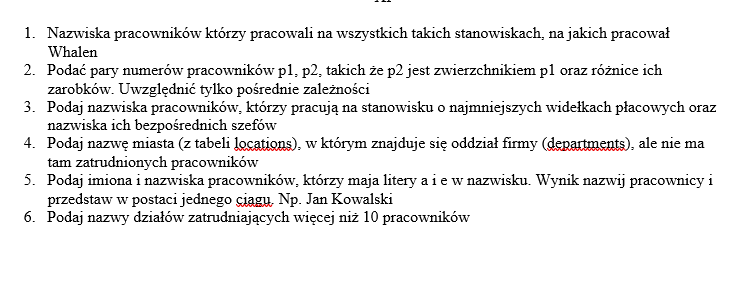 1. Nazwiska pracowników którzy pracowali na wszystkich takich stanowiskach, na jakich pracował
Whalen
2. Podać pary numerów pracowników p1, p2, takich że p2 jest zwierzchnikiem p1 oraz różnice ich
zarobków. Uwzględnić tylko pośrednie zależności
3. Podaj nazwiska pracowników, którzy pracują na stanowisku o najmniejszych widełkach płacowych oraz
nazwiska ich bezpośrednich szefów
4. Podaj nazwę miasta (z tabeli locations), w którym znajduje się oddział firmy (departments), ale nie ma
tam zatrudnionych pracowników
5. Podaj imiona i nazwiska pracowników, którzy maja litery a i e w nazwisku. Wynik nazwij pracownicy i
przedstaw w postaci jednego ciagu. Np. Jan Kowalski
6. Podaj nazwy działów zatrudniających więcej niż 10 pracowników